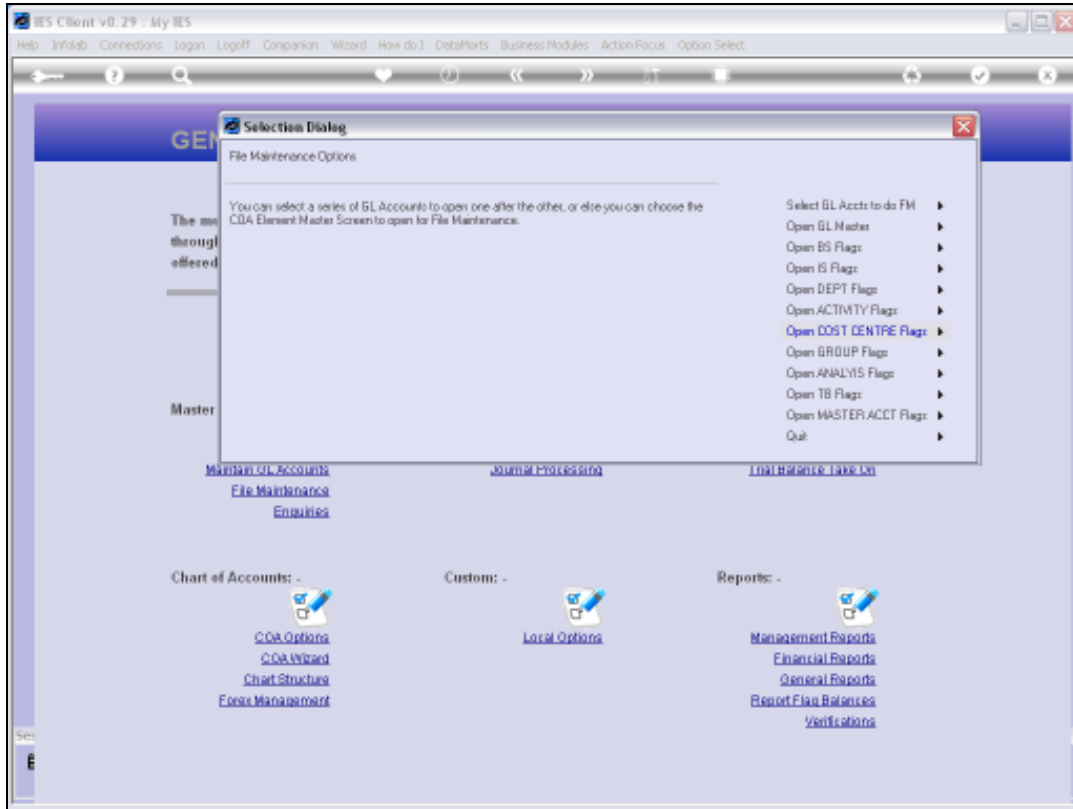 IES Client v8.29 : My IES
Help Infolab Connections Logon Logoff Companion Wizard How do I DataMarts Business Modules Action Focus Option Select
GEN
Selection Dialog
File Maintenance Options
You can select a series of GL Accounts to open one after the other, or else you can choose the
COA Element Master Screen to open for File Maintenance.
Select GL Accts to do FM
Open GL Master
Open BS Flags
Open IS Flags
Open DEPT Flags
Open ACTIVITY Flags
Open COST CENTRE Flags
Open GROUP Flags
Open ANALYIS Flags
Open TB Flags
Open MASTER ACCT Flags
Quit
The
through
offered
Master
Maintain GL Accounts
Journal Processing
Trial Balance Take On
File Maintenance
Enquiries
Chart of Accounts: -
Custom: -
Reports: -
COA Options
Local Options
Management Reports
COA Wizard
Financial Reports
Chart Structure
General Reports
Forex Management
Report Flag Balances
Verifications